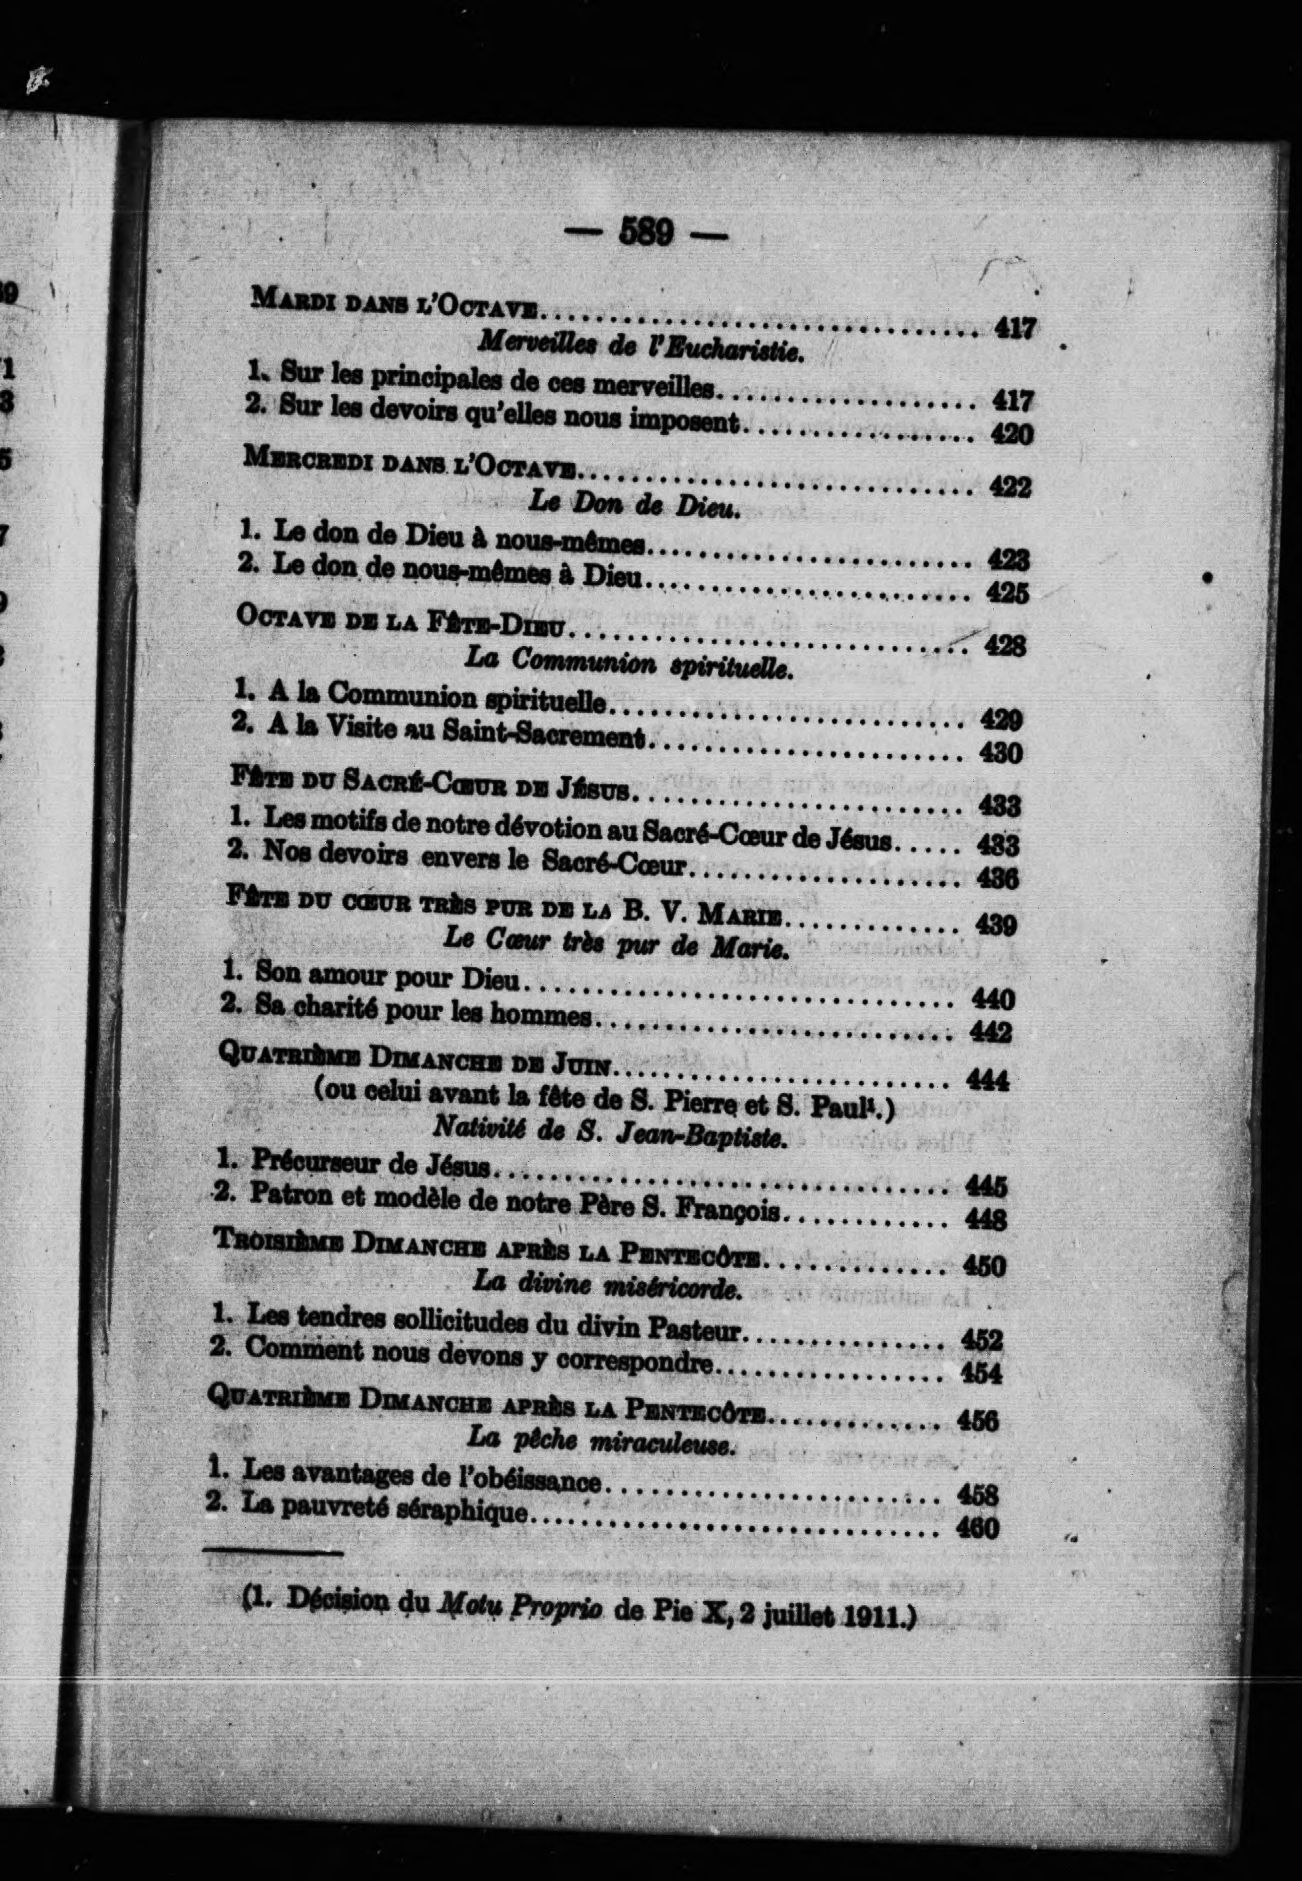 — 589 —
MARDI DANS L'OCTAVE................................ 417
Merveilles de l'Eucharistie.
1. Sur les principales de ces merveilles................... 417
2. Sur les devoirs qu'elles nous imposent................. 420
MERCREDI DANS L'OCTAVE............................. 422
Le Don de Dieu.
1. Le don de Dieu à nous-mêmes........................ 423
2. Le don de nous-mêmes à Dieu........................ 425
OCTAVE DE LA FÊTE-DIEU............................. 428
La Communion spirituelle.
1. A la Communion spirituelle.......................... 429
2. A la Visite au Saint-Sacrement....................... 430
FÊTE DU SACRÉ-CŒUR DE JÉSUS........................ 433
1. Les motifs de notre dévotion au Sacré-Cœur de Jésus..... 433
2. Nos devoirs envers le Sacré-Cœur.................... 436
FÊTE DU CŒUR TRÈS PUR DE LA B. V. MARIE............. 439
Le Cœur très pur de Marie.
1. Son amour pour Dieu................................ 440
2. Sa charité pour les hommes.......................... 442
QUATRIÈME DIMANCHE DE JUIN......................... 444
(ou celui avant la fête de S. Pierre et S. Paul¹.)
Nativité de S. Jean-Baptiste.
1. Précurseur de Jésus................................. 445
2. Patron et modèle de notre Père S. François............ 448
TROISIÈME DIMANCHE APRÈS LA PENTECÔTE.............. 450
La divine miséricorde.
1. Les tendres sollicitudes du divin Pasteur............... 452
2. Comment nous devons y correspondre................. 454
QUATRIÈME DIMANCHE APRÈS LA PENTECÔTE............. 456
La pêche miraculeuse.
1. Les avantages de l'obéissance......................... 458
2. La pauvreté séraphique.............................. 460
(1. Décision du Motu Proprio de Pie X, 2 juillet 1911.)